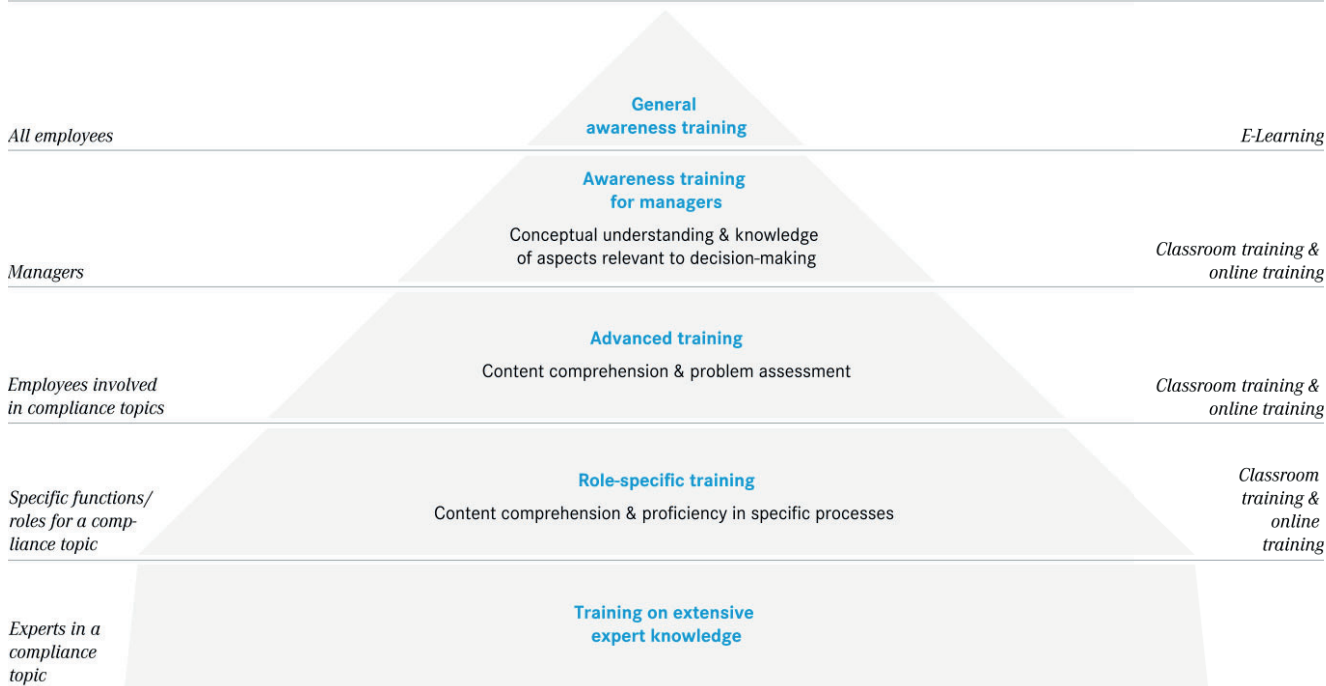 General
awareness training
All employees
E-Learning
Awareness training
for managers
Conceptual understanding & knowledge
of aspects relevant to decision-making
Managers
Classroom training &
online training
Advanced training
Content comprehension & problem assessment
Employees involved
in compliance topics
Classroom training &
online training
Role-specific training
Content comprehension & proficiency in specific processes
Specific functions/
roles for a comp-
liance topic
Classroom
training &
online
training
Training on extensive
expert knowledge
Experts in a
compliance
topic